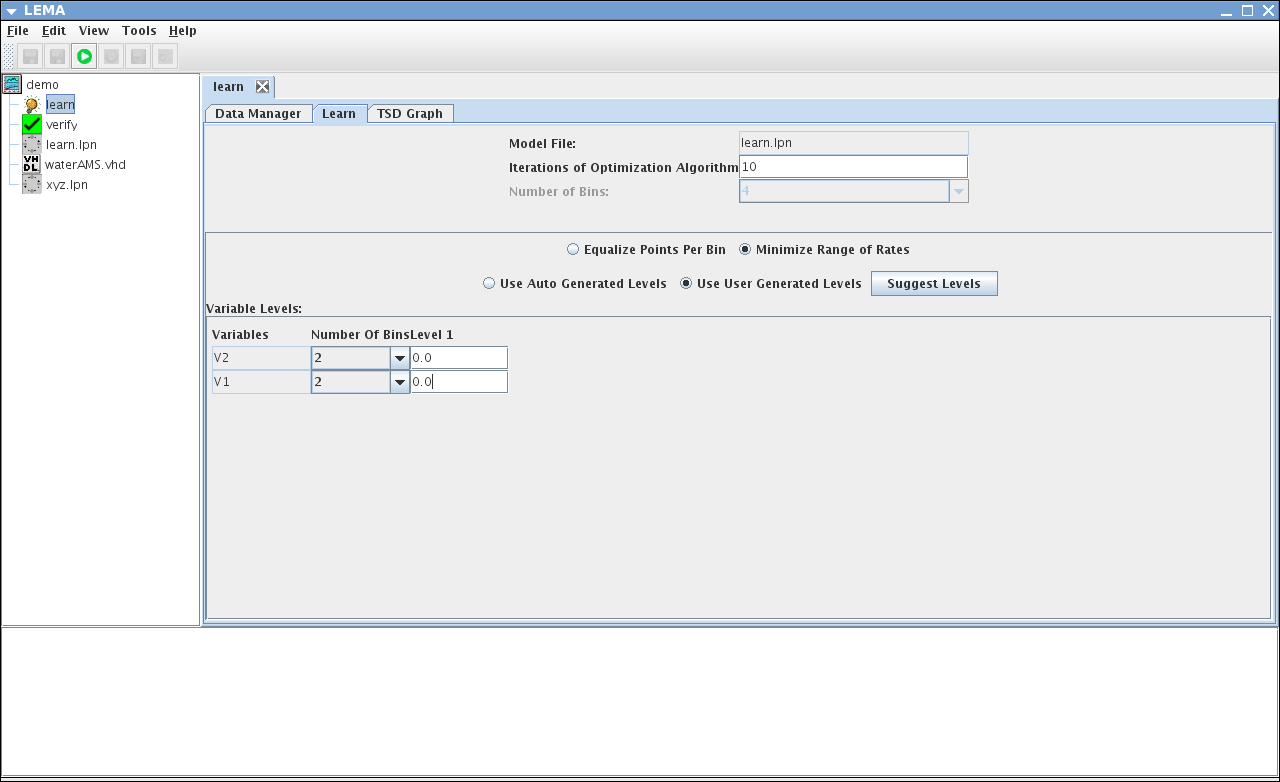 LEMA
File Edit View Tools Help
demo
learn
verify
learn.lpn
VHDL waterAMS.vhd
xyz.lpn
learn
Data Manager Learn TSD Graph
Model File: learn.lpn
Iterations of Optimization Algorithm 10
Number of Bins: 4
Equalize Points Per Bin Minimize Range of Rates
Use Auto Generated Levels Use User Generated Levels Suggest Levels
Variable Levels:
Variables Number Of Bins Level 1
V2 2 0.0
V1 2 0.0